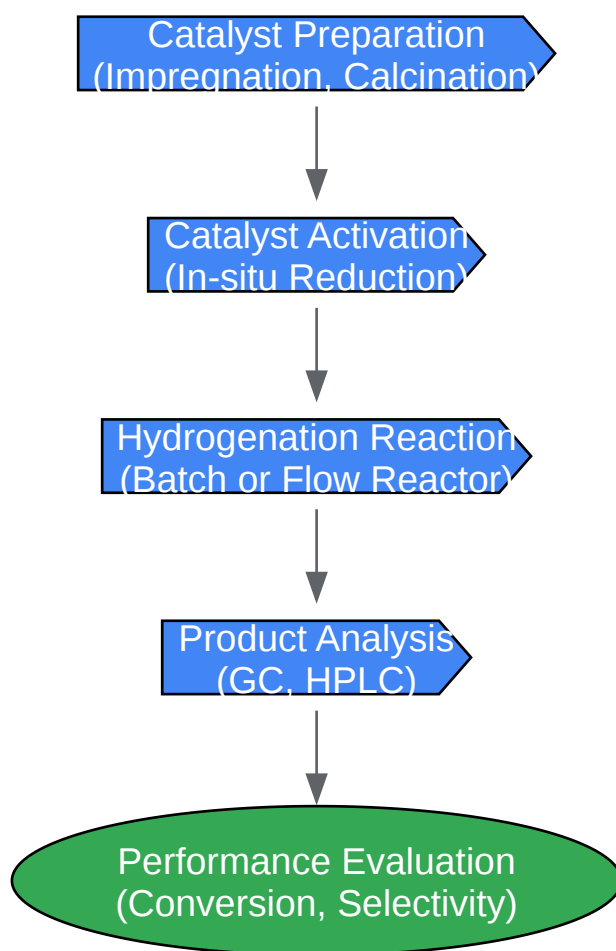 Catalyst Preparation
(Impregnation, Calcination)
Catalyst Activation
(In-situ Reduction)
Hydrogenation Reaction
(Batch or Flow Reactor)
Product Analysis
(GC, HPLC)
Performance Evaluation
(Conversion, Selectivity)